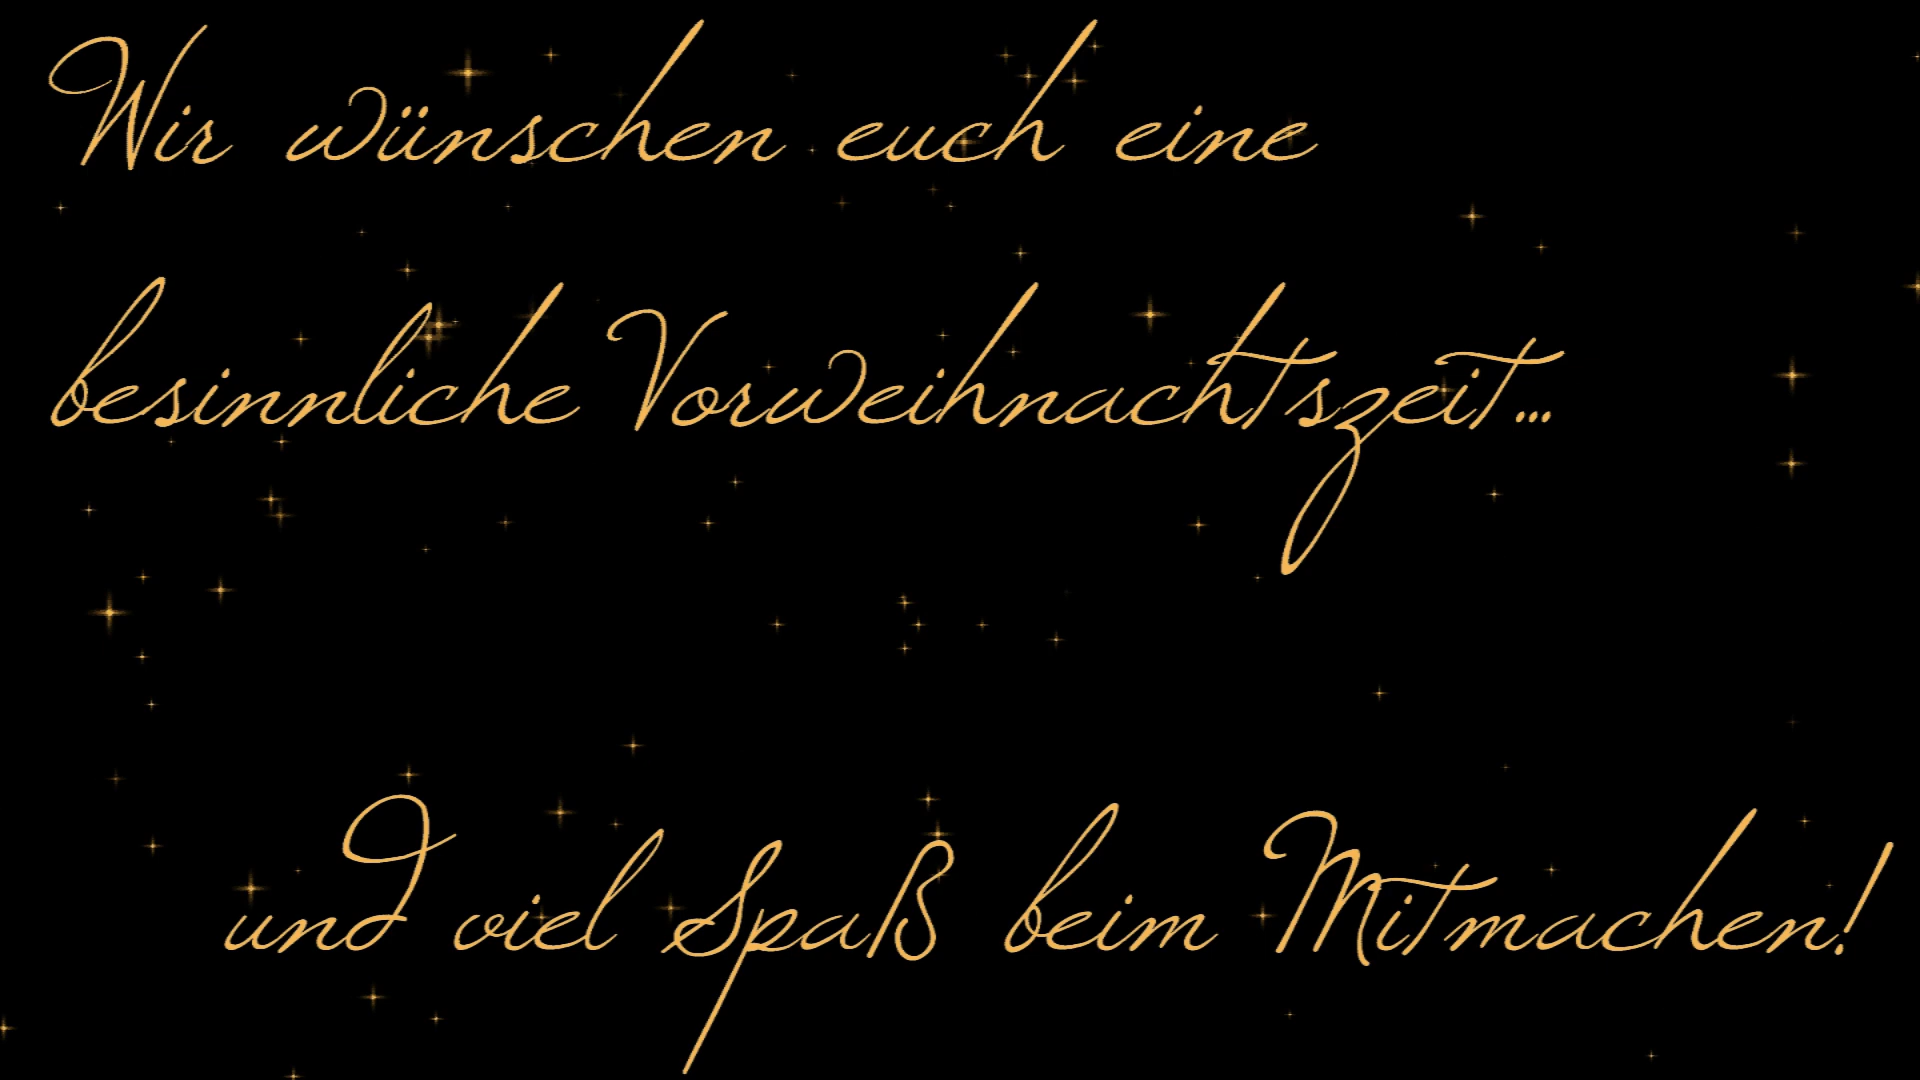 Wir wünschen euch eine
besinnliche Vorweihnachtszeit...
und viel Spaß beim Mitmachen!